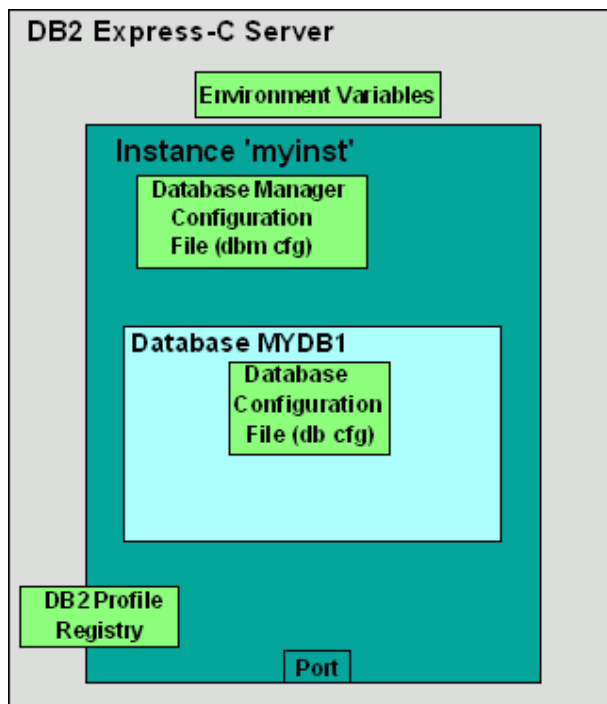 DB2 Express-C Server
Environment Variables
Instance 'myinst'
Database Manager
Configuration
File (dbm cfg)
Database MYDB1
Database
Configuration
File (db cfg)
DB2 Profile
Registry
Port